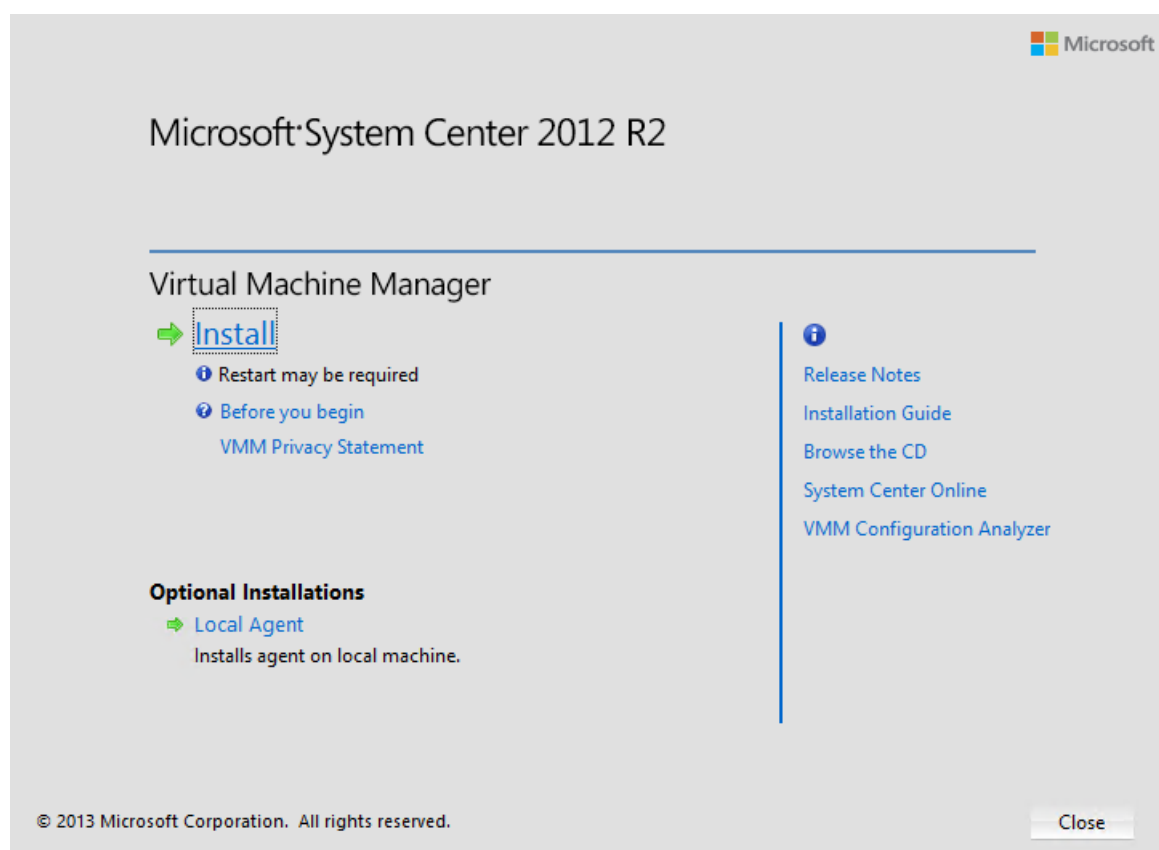 Microsoft
Microsoft System Center 2012 R2
Virtual Machine Manager
Install
Restart may be required
Before you begin
VMM Privacy Statement
Release Notes
Installation Guide
Browse the CD
System Center Online
VMM Configuration Analyzer
Optional Installations
Local Agent
Installs agent on local machine.
© 2013 Microsoft Corporation. All rights reserved.
Close